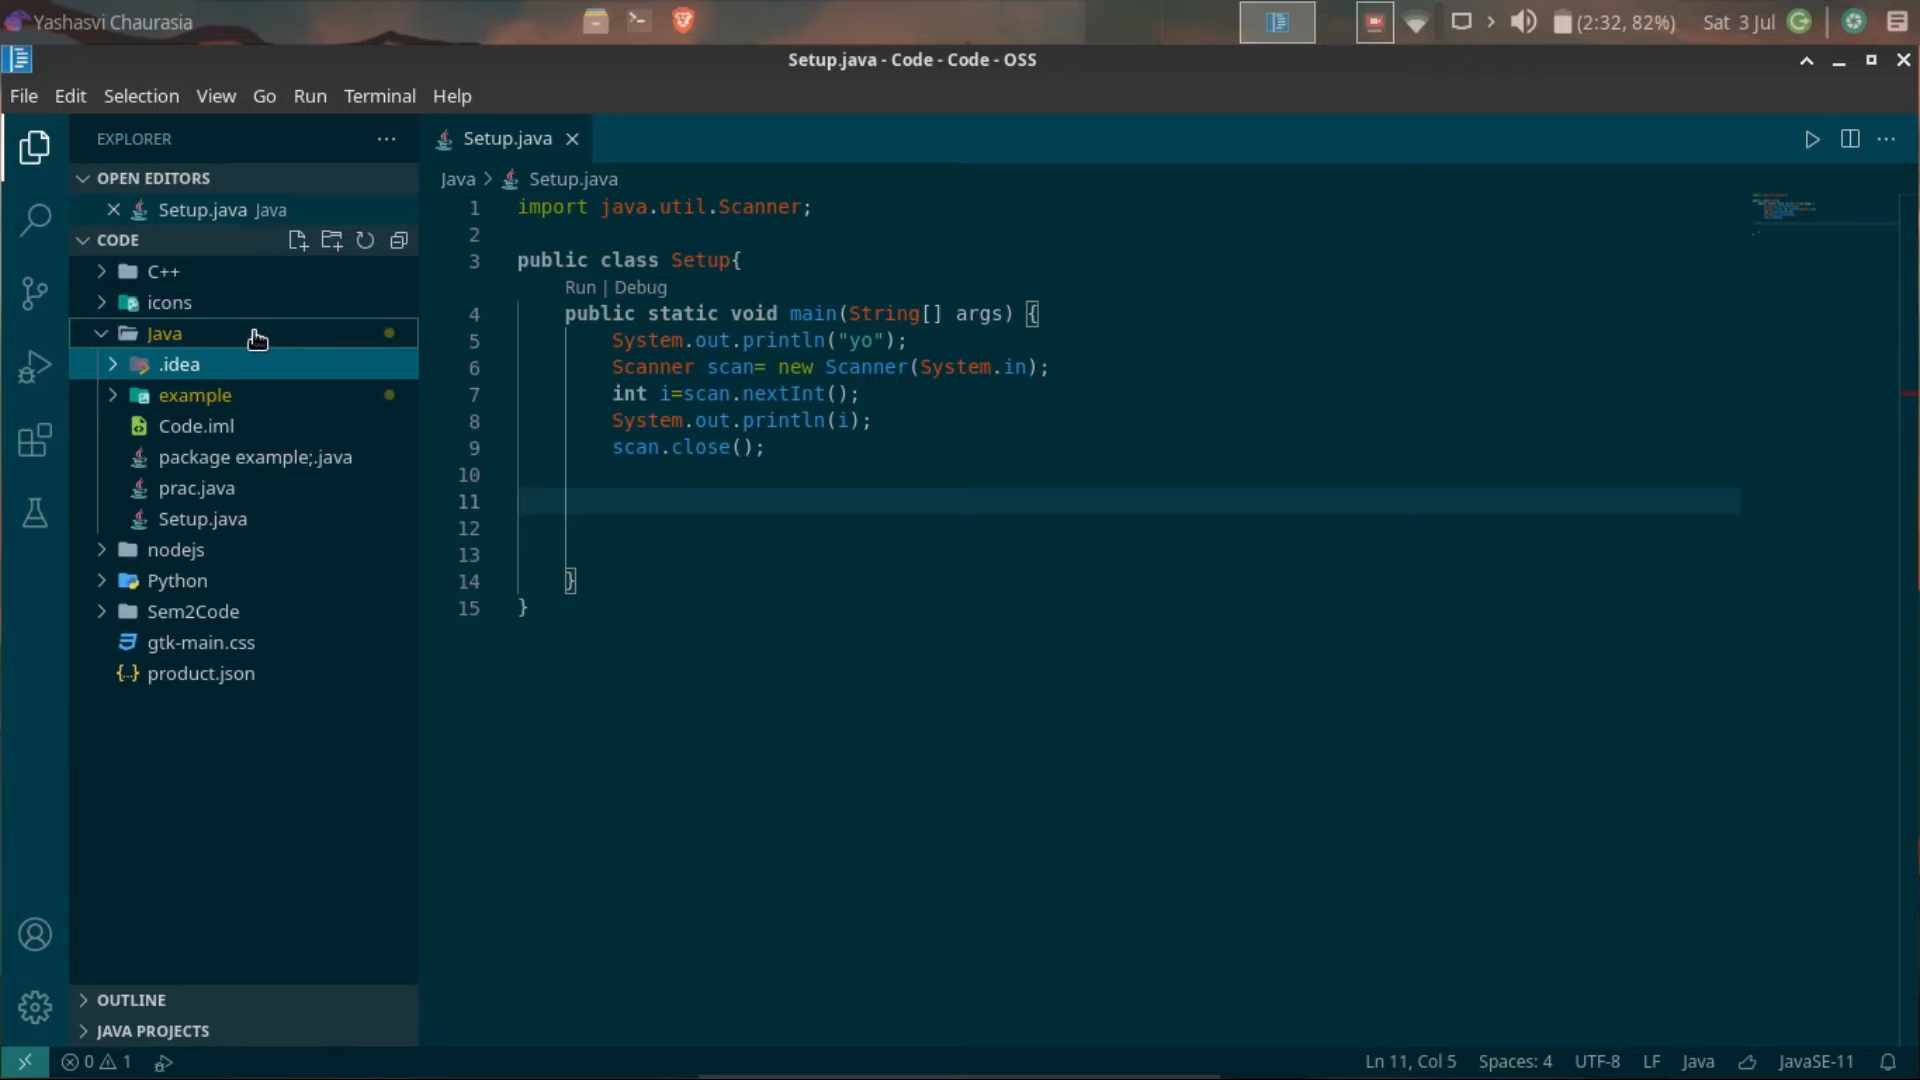 Yashasvi Chaurasia
(2:32, 82%)
Sat 3 Jul
Setup.java - Code - Code - OSS
File Edit Selection View Go Run Terminal Help
EXPLORER
OPEN EDITORS
Setup.java Java
CODE
C++
icons
Java
.idea
example
Code.iml
package example;.java
prac.java
Setup.java
nodejs
Python
Sem2Code
gtk-main.css
{..} product.json
OUTLINE
JAVA PROJECTS
Setup.java
Java > Setup.java
1 import java.util.Scanner;
2
3 public class Setup{
Run | Debug
4 public static void main(String[] args) {
5 System.out.println("yo");
6 Scanner scan= new Scanner(System.in);
7 int i=scan.nextInt();
8 System.out.println(i);
9 scan.close();
10
11
12
13
14 }
15 }
0 1
Ln 11, Col 5 Spaces: 4 UTF-8 LF Java JavaSE-11